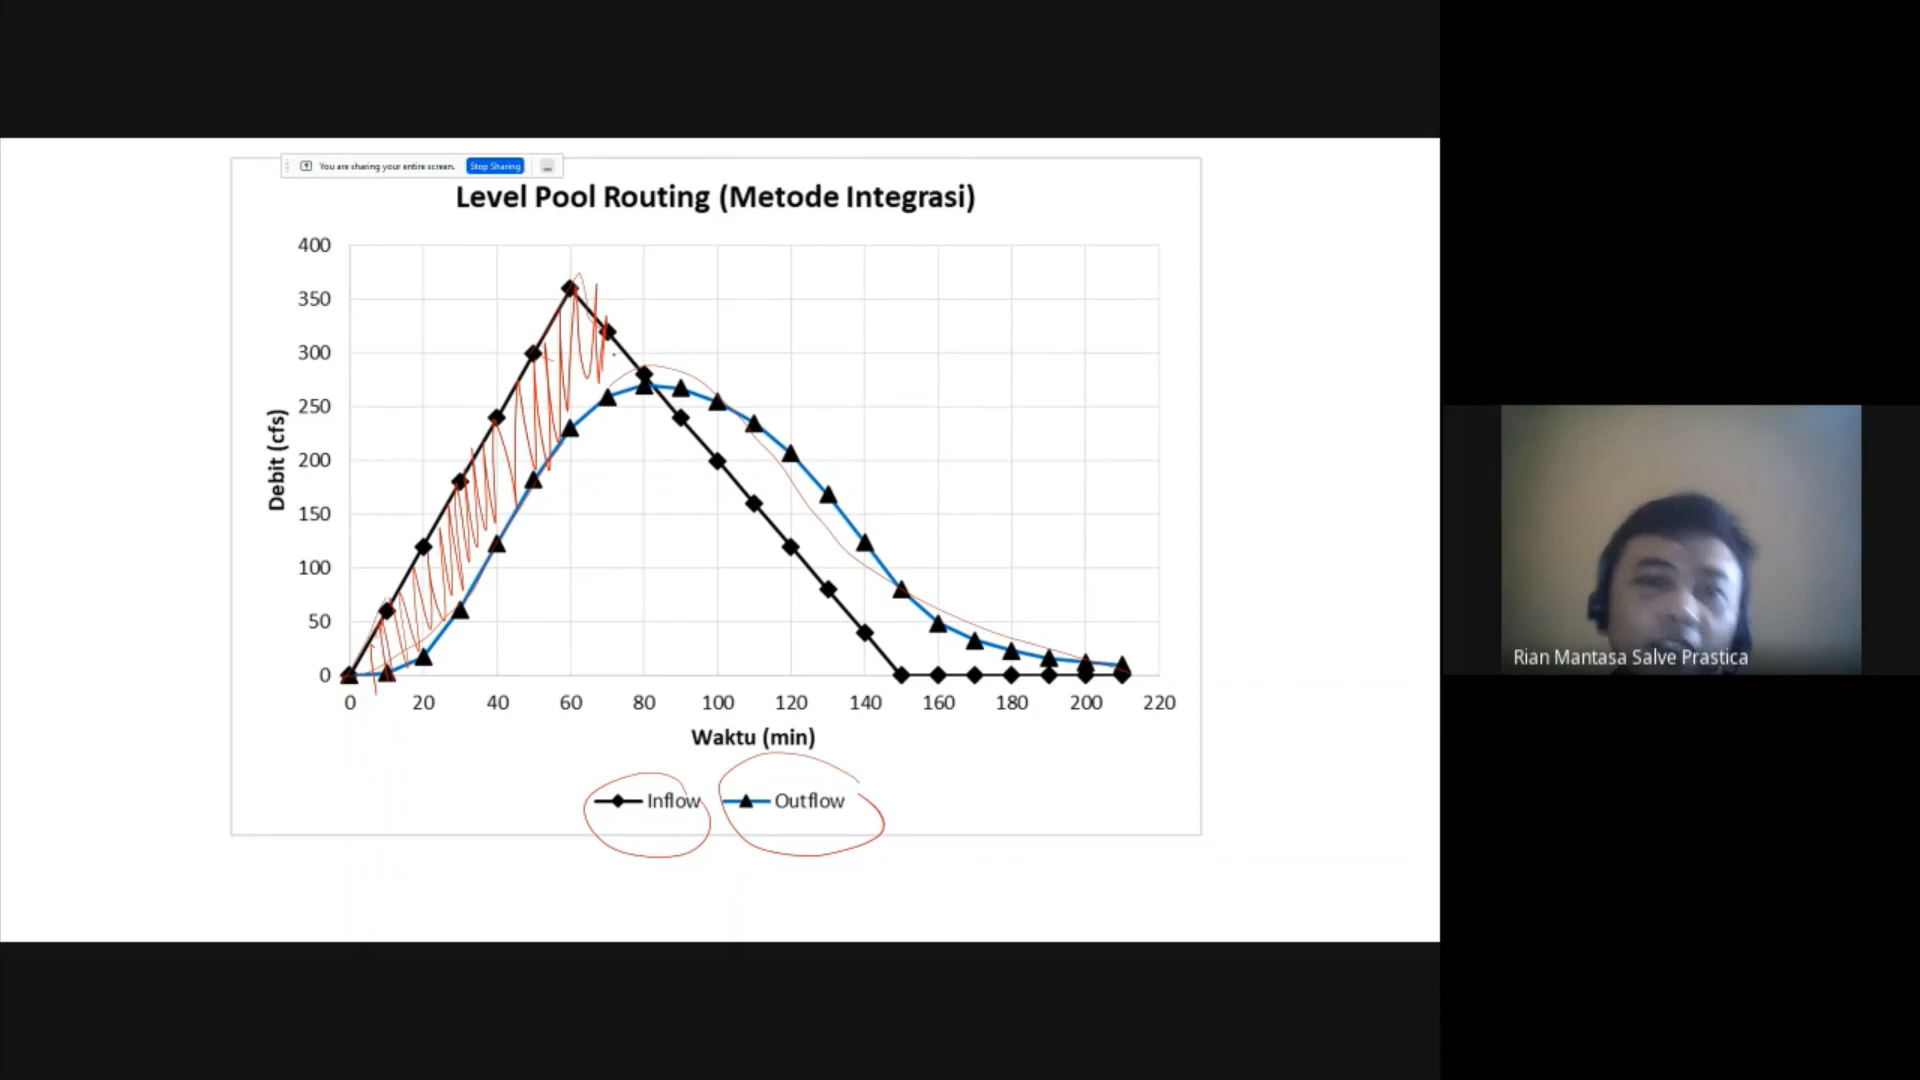 You are sharing your entire screen. Stop Sharing
Level Pool Routing (Metode Integrasi)
400
350
300
250
200
150
100
50
0
Debit (cfs)
0 20 40 60 80 100 120 140 160 180 200 220
Waktu (min)
Inflow Outflow
Rian Mantasa Salve Prastica